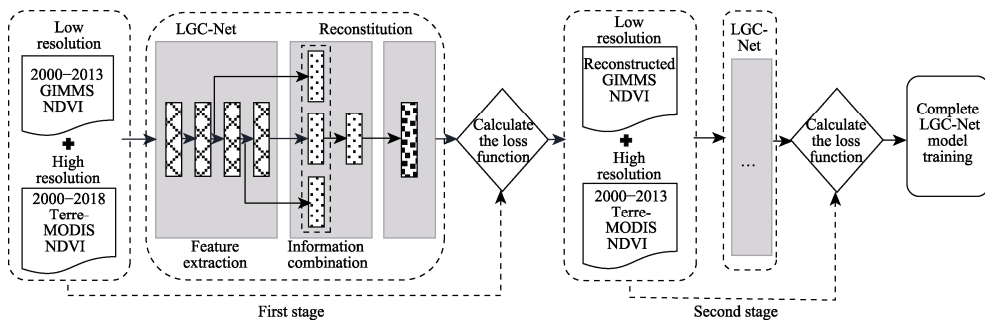 Low
resolution
2000−2013
GIMMS
NDVI
High
resolution
2000−2018
Terre-
MODIS
NDVI
LGC-Net
Reconstitution
Feature
extraction
Information
combination
Calculate
the loss
function
First stage
Low
resolution
Reconstructed
GIMMS
NDVI
High
resolution
2000−2013
Terre-
MODIS
NDVI
LGC-
Net
...
Calculate
the loss
function
Second stage
Complete
LGC-Net
model
training